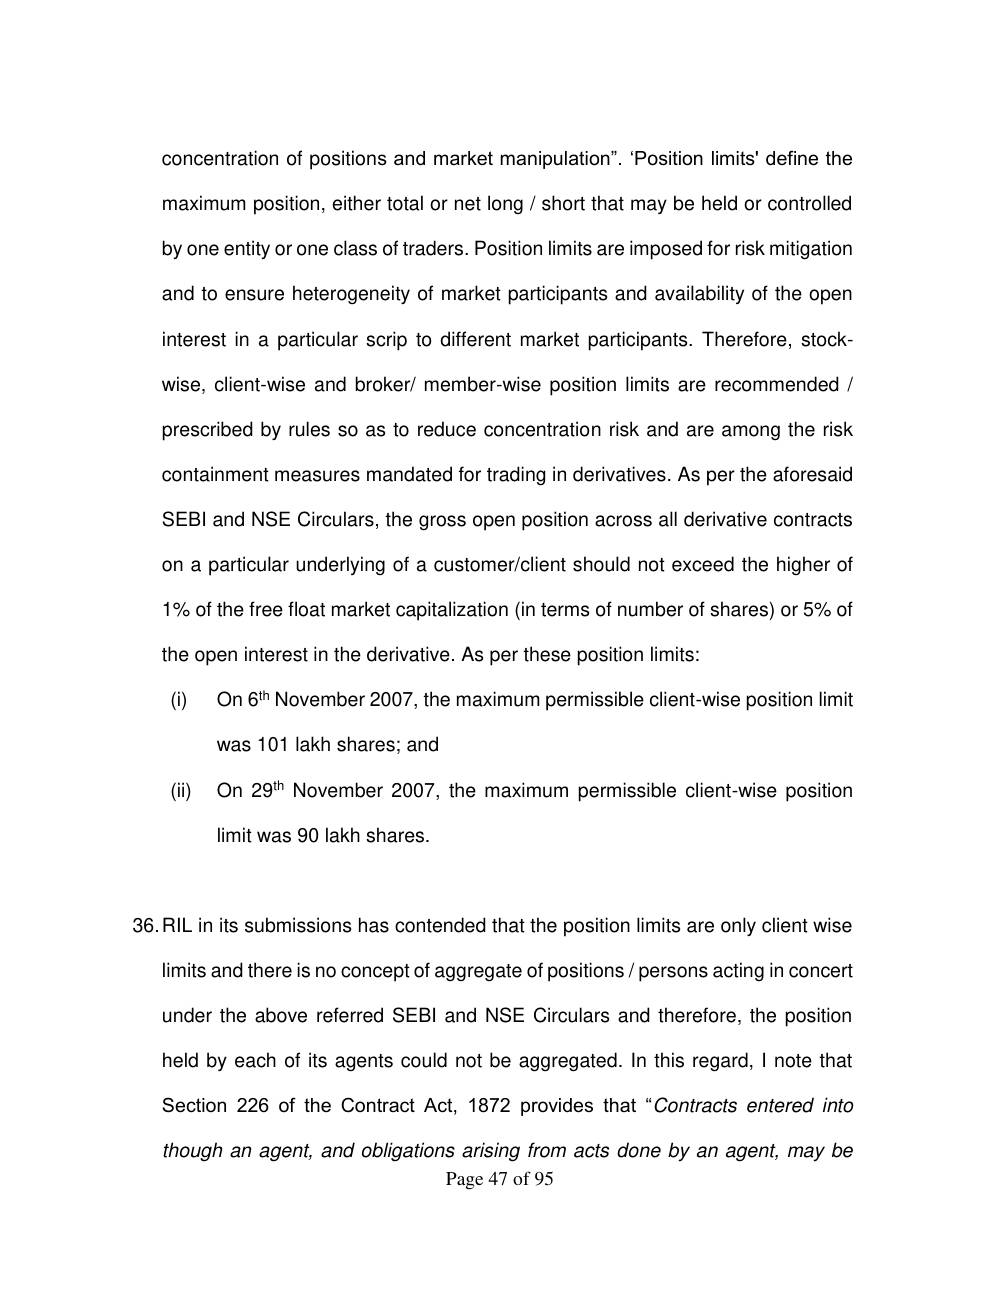 concentration of positions and market manipulation”. ‘Position limits' define the
maximum position, either total or net long / short that may be held or controlled
by one entity or one class of traders. Position limits are imposed for risk mitigation
and to ensure heterogeneity of market participants and availability of the open
interest in a particular scrip to different market participants. Therefore, stock-
wise, client-wise and broker/ member-wise position limits are recommended /
prescribed by rules so as to reduce concentration risk and are among the risk
containment measures mandated for trading in derivatives. As per the aforesaid
SEBI and NSE Circulars, the gross open position across all derivative contracts
on a particular underlying of a customer/client should not exceed the higher of
1% of the free float market capitalization (in terms of number of shares) or 5% of
the open interest in the derivative. As per these position limits:
(i) On 6th November 2007, the maximum permissible client-wise position limit
was 101 lakh shares; and
(ii) On 29th November 2007, the maximum permissible client-wise position
limit was 90 lakh shares.
36. RIL in its submissions has contended that the position limits are only client wise
limits and there is no concept of aggregate of positions / persons acting in concert
under the above referred SEBI and NSE Circulars and therefore, the position
held by each of its agents could not be aggregated. In this regard, I note that
Section 226 of the Contract Act, 1872 provides that “Contracts entered into
though an agent, and obligations arising from acts done by an agent, may be
Page 47 of 95